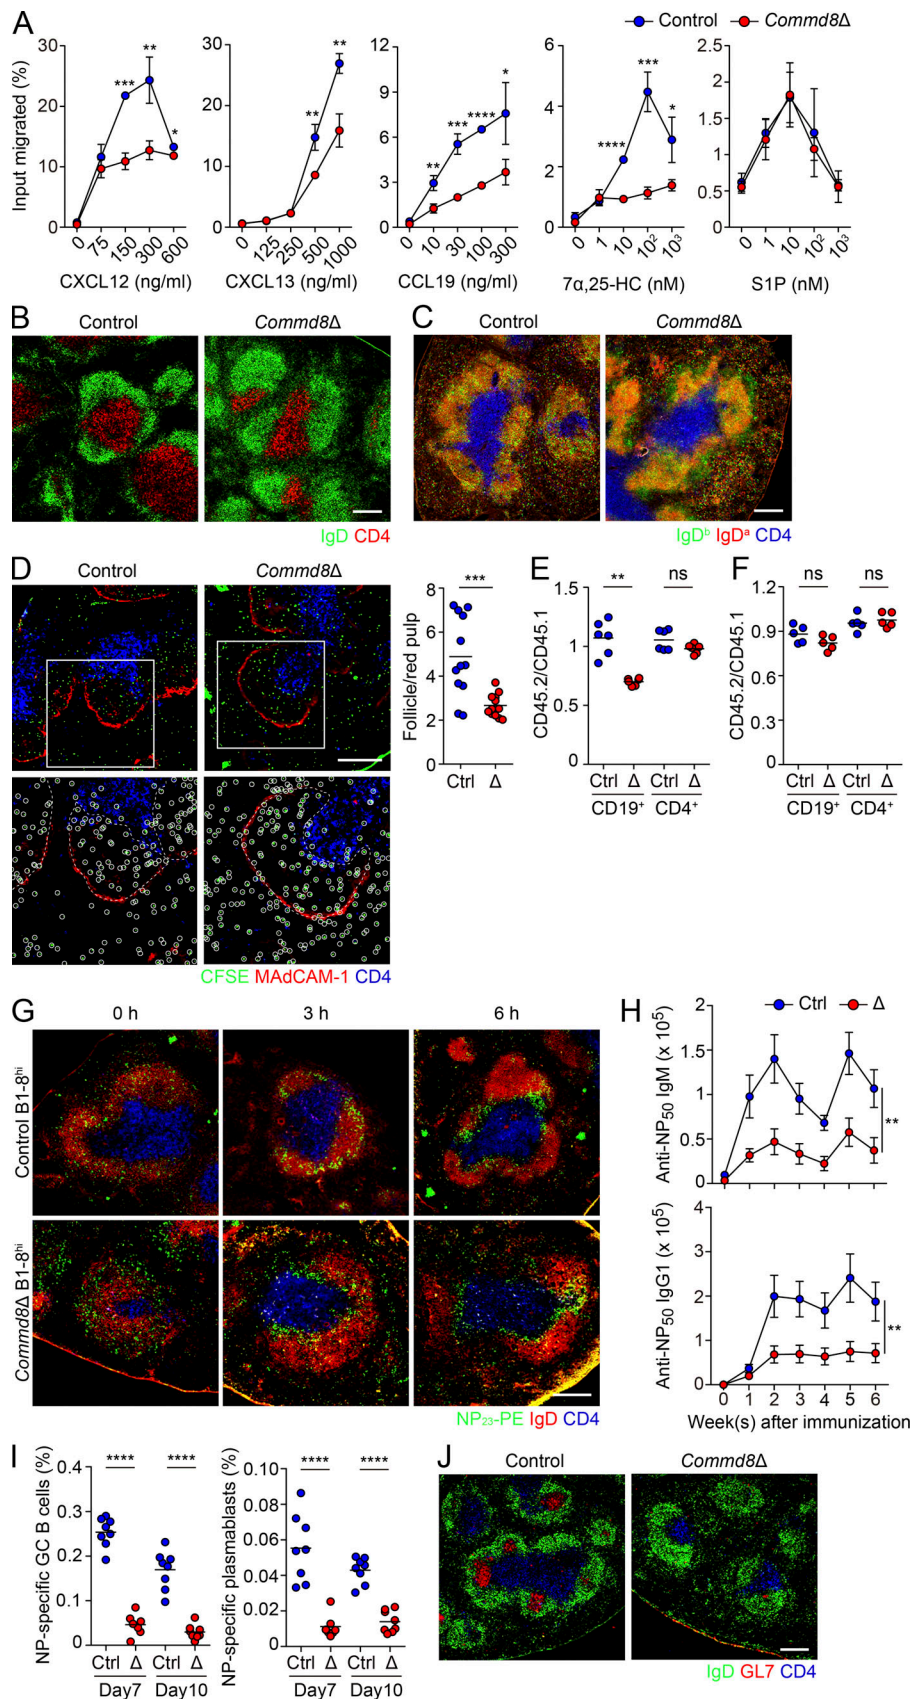 A
Control
Commd8Δ
Input migrated (%)
30
20
10
0
** 
***
*
0 75 150 300 600
CXCL12 (ng/ml)
30
20
10
0
**
**
0 125 250 500 1000
CXCL13 (ng/ml)
9
6
3
0
*
*** ****
**
0 10 30 100 300
CCL19 (ng/ml)
6
4
2
0
***
*
****
0 1 10 10² 10³
7α,25-HC (nM)
2.5
2
1.5
1
0.5
0
0 1 10 10² 10³
S1P (nM)
B
Control
Commd8Δ
IgD CD4
C
Control
Commd8Δ
IgDᵇ IgDᵃ CD4
D
Control
Commd8Δ
CFSE MAdCAM-1 CD4
Follicle/red pulp
8
6
4
2
0
***
Ctrl Δ
E
CD45.2/CD45.1
1.5
1
0.5
0
** ns
Ctrl Δ Ctrl Δ
CD19⁺ CD4⁺
F
CD45.2/CD45.1
1.2
0.9
0.6
0.3
0
ns ns
Ctrl Δ Ctrl Δ
CD19⁺ CD4⁺
G
0 h 3 h 6 h
Control B1-8ʰⁱ
Commd8Δ B1-8ʰⁱ
NP₂₃-PE IgD CD4
H
Ctrl Δ
Anti-NP₅₀ IgM (x 10⁵)
2
1.5
1
0.5
0
**
Anti-NP₅₀ IgG1 (x 10⁵)
4
3
2
1
0
**
0 1 2 3 4 5 6
Week(s) after immunization
I
NP-specific GC B cells (%)
0.4
0.3
0.2
0.1
0
**** ****
Ctrl Δ Ctrl Δ
Day7 Day10
NP-specific plasmablasts (%)
0.10
0.08
0.06
0.04
0.02
0
**** ****
Ctrl Δ Ctrl Δ
Day7 Day10
J
Control
Commd8Δ
IgD GL7 CD4